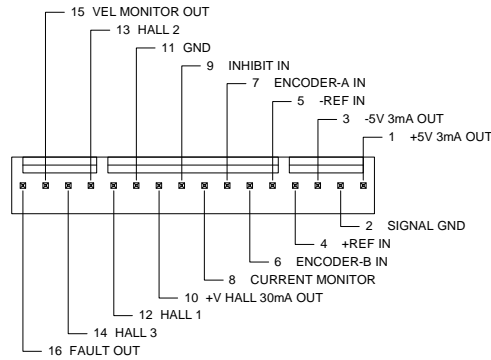 15 VEL MONITOR OUT
13 HALL 2
11 GND
9 INHIBIT IN
7 ENCODER-A IN
5 -REF IN
3 -5V 3mA OUT
1 +5V 3mA OUT
2 SIGNAL GND
4 +REF IN
6 ENCODER-B IN
8 CURRENT MONITOR
10 +V HALL 30mA OUT
12 HALL 1
14 HALL 3
16 FAULT OUT